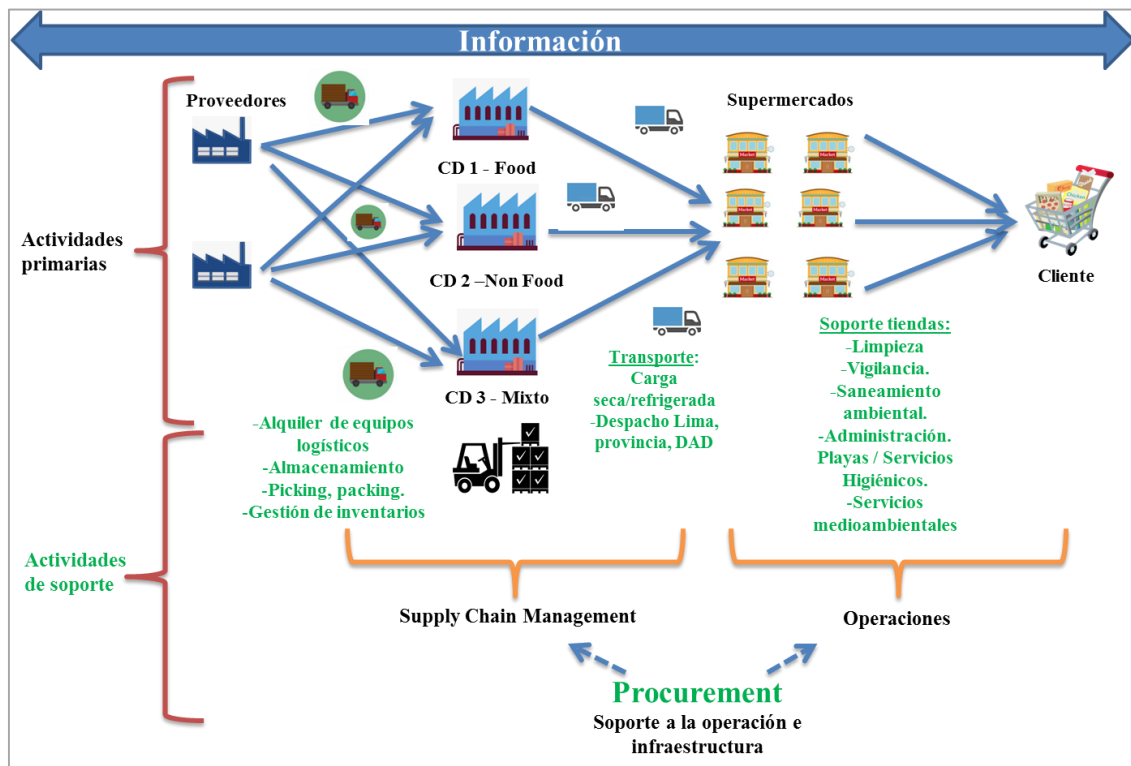 Información
Proveedores
Supermercados
CD 1 - Food
Actividades
primarias
CD 2 –Non Food
Cliente
CD 3 - Mixto
Transporte:
Carga
seca/refrigerada
-Despacho Lima,
provincia, DAD
Soporte tiendas:
-Limpieza
-Vigilancia.
-Saneamiento
ambiental.
-Administración.
Playas / Servicios
Higiénicos.
-Servicios
medioambientales
-Alquiler de equipos
logísticos
-Almacenamiento
-Picking, packing.
-Gestión de inventarios
Actividades
de soporte
Supply Chain Management
Operaciones
Procurement
Soporte a la operación e
infraestructura